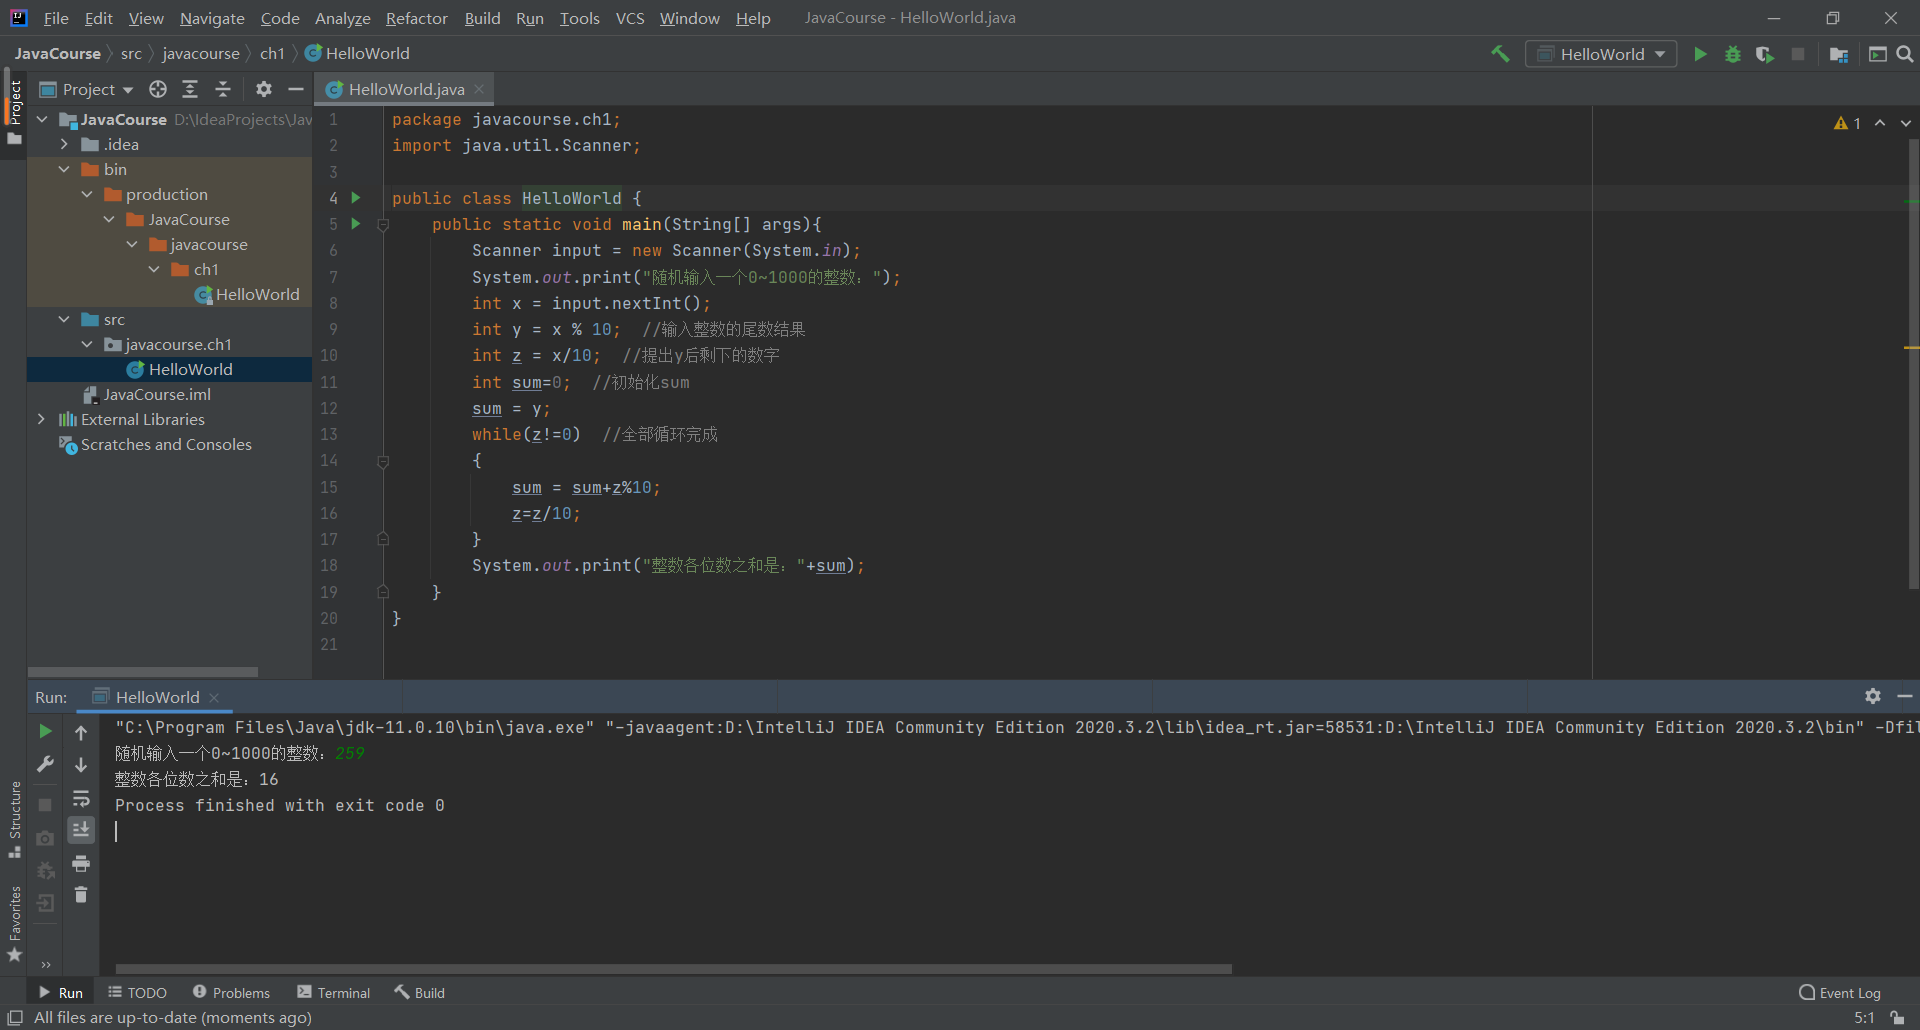 File Edit View Navigate Code Analyze Refactor Build Run Tools VCS Window Help JavaCourse - HelloWorld.java
JavaCourse src javacourse ch1 HelloWorld HelloWorld
Project
Project
HelloWorld.java
JavaCourse D:\IdeaProjects\Jav
.idea
bin
production
JavaCourse
javacourse
ch1
HelloWorld
src
javacourse.ch1
HelloWorld
JavaCourse.iml
External Libraries
Scratches and Consoles
1 package javacourse.ch1;
1
2 import java.util.Scanner;
3
4 public class HelloWorld {
5 public static void main(String[] args){
6 Scanner input = new Scanner(System.in);
7 System.out.print("随机输入一个0~1000的整数：");
8 int x = input.nextInt();
9 int y = x % 10; //输入整数的尾数结果
10 int z = x/10; //提出y后剩下的数字
11 int sum=0; //初始化sum
12 sum = y;
13 while(z!=0) //全部循环完成
14 {
15 sum = sum+z%10;
16 z=z/10;
17 }
18 System.out.print("整数各位数之和是："+sum);
19 }
20 }
21
Run: HelloWorld
"C:\Program Files\Java\jdk-11.0.10\bin\java.exe" "-javaagent:D:\IntelliJ IDEA Community Edition 2020.3.2\lib\idea_rt.jar=58531:D:\IntelliJ IDEA Community Edition 2020.3.2\bin" -Dfil
随机输入一个0~1000的整数：259
整数各位数之和是：16
Process finished with exit code 0
Structure
Favorites
Run TODO Problems Terminal Build Event Log
All files are up-to-date (moments ago) 5:1